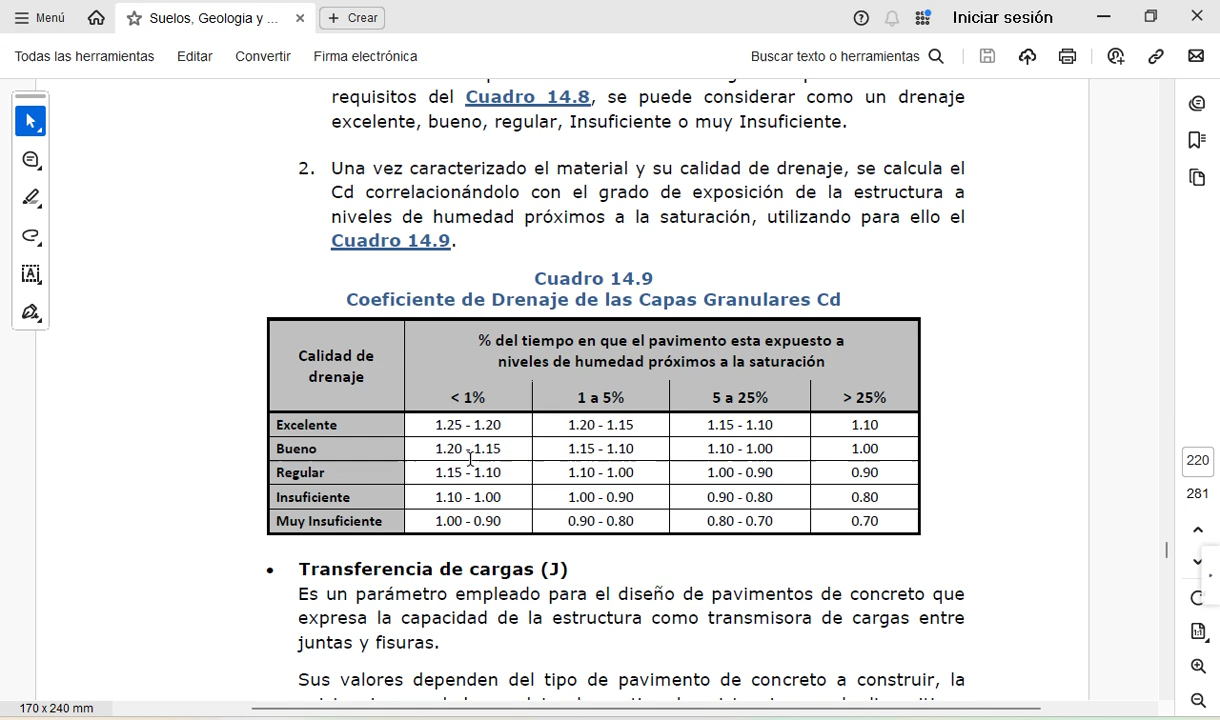 Menú
Suelos, Geologia y ...
Crear
Iniciar sesión
Todas las herramientas
Editar
Convertir
Firma electrónica
Buscar texto o herramientas
requisitos del Cuadro 14.8, se puede considerar como un drenaje
excelente, bueno, regular, Insuficiente o muy Insuficiente.
2. Una vez caracterizado el material y su calidad de drenaje, se calcula el
Cd correlacionándolo con el grado de exposición de la estructura a
niveles de humedad próximos a la saturación, utilizando para ello el
Cuadro 14.9.
Cuadro 14.9
Coeficiente de Drenaje de las Capas Granulares Cd
Calidad de drenaje
% del tiempo en que el pavimento esta expuesto a
niveles de humedad próximos a la saturación
< 1% 1 a 5% 5 a 25% > 25%
Excelente 1.25 - 1.20 1.20 - 1.15 1.15 - 1.10 1.10
Bueno 1.20 - 1.15 1.15 - 1.10 1.10 - 1.00 1.00
Regular 1.15 - 1.10 1.10 - 1.00 1.00 - 0.90 0.90
Insuficiente 1.10 - 1.00 1.00 - 0.90 0.90 - 0.80 0.80
Muy Insuficiente 1.00 - 0.90 0.90 - 0.80 0.80 - 0.70 0.70
• Transferencia de cargas (J)
Es un parámetro empleado para el diseño de pavimentos de concreto que
expresa la capacidad de la estructura como transmisora de cargas entre
juntas y fisuras.
Sus valores dependen del tipo de pavimento de concreto a construir, la
220
281
170 x 240 mm